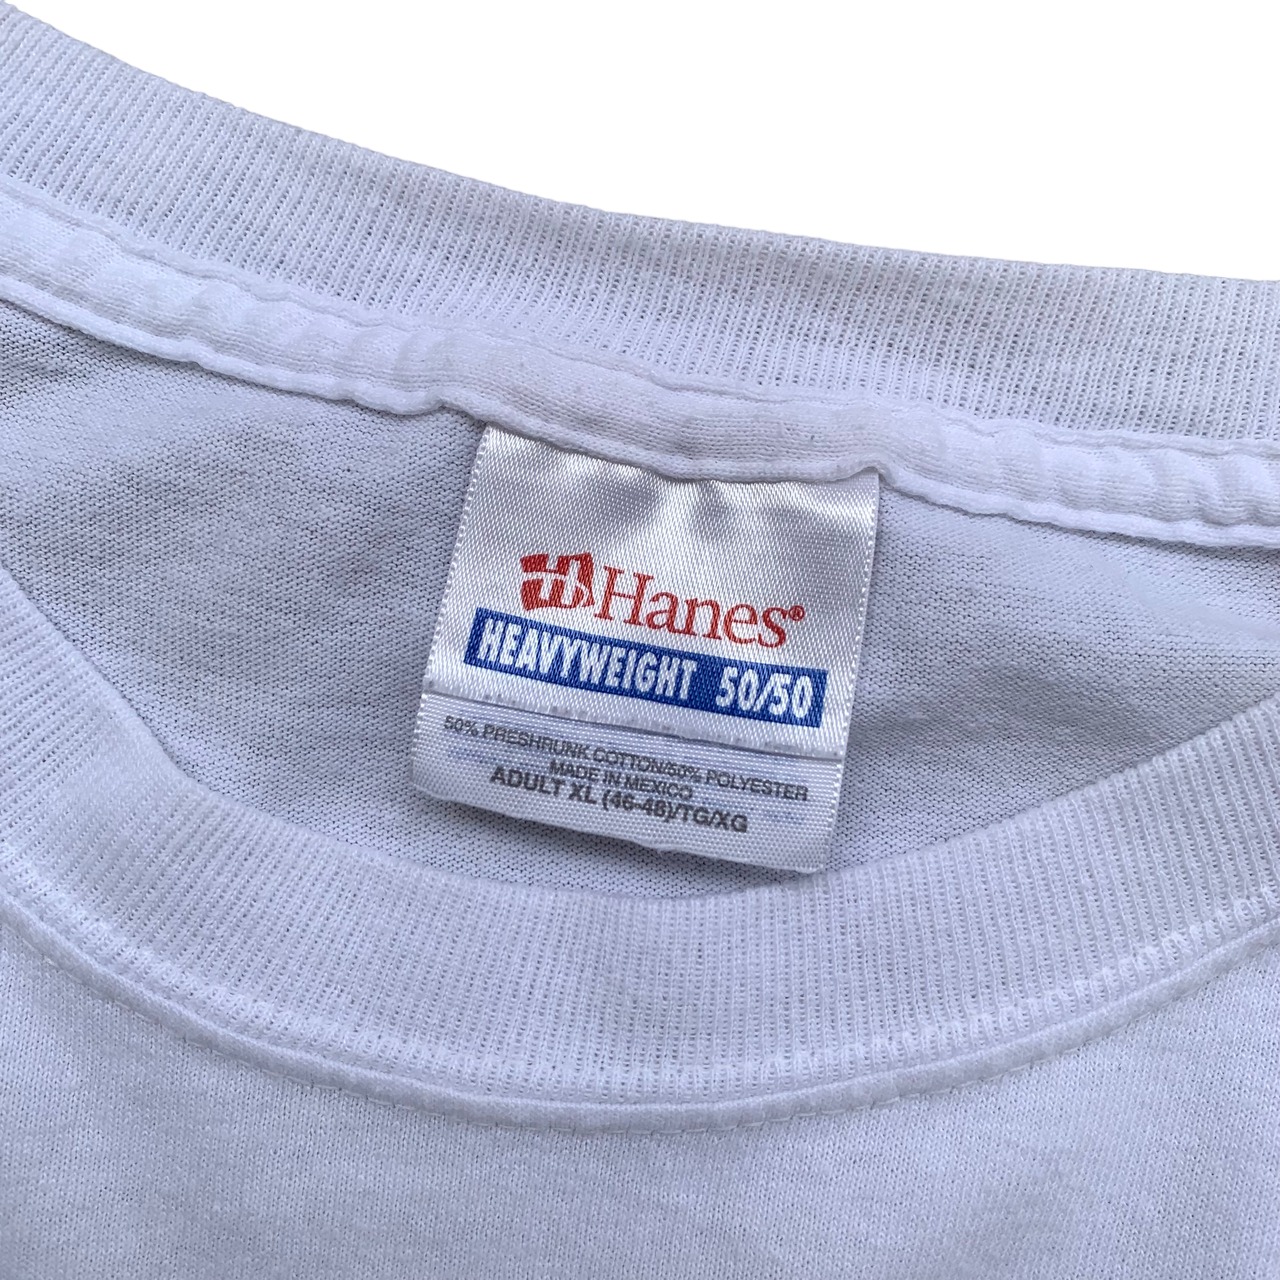 Hanes®
HEAVYWEIGHT 50/50
50% PRESHRUNK COTTON/50% POLYESTER
MADE IN MEXICO
ADULT XL (46-48)/TG/XG